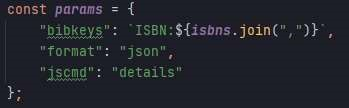 const params = {
    "bibkeys": `ISBN:${isbns.join(",")}`,
    "format": "json",
    "jscmd": "details"
};